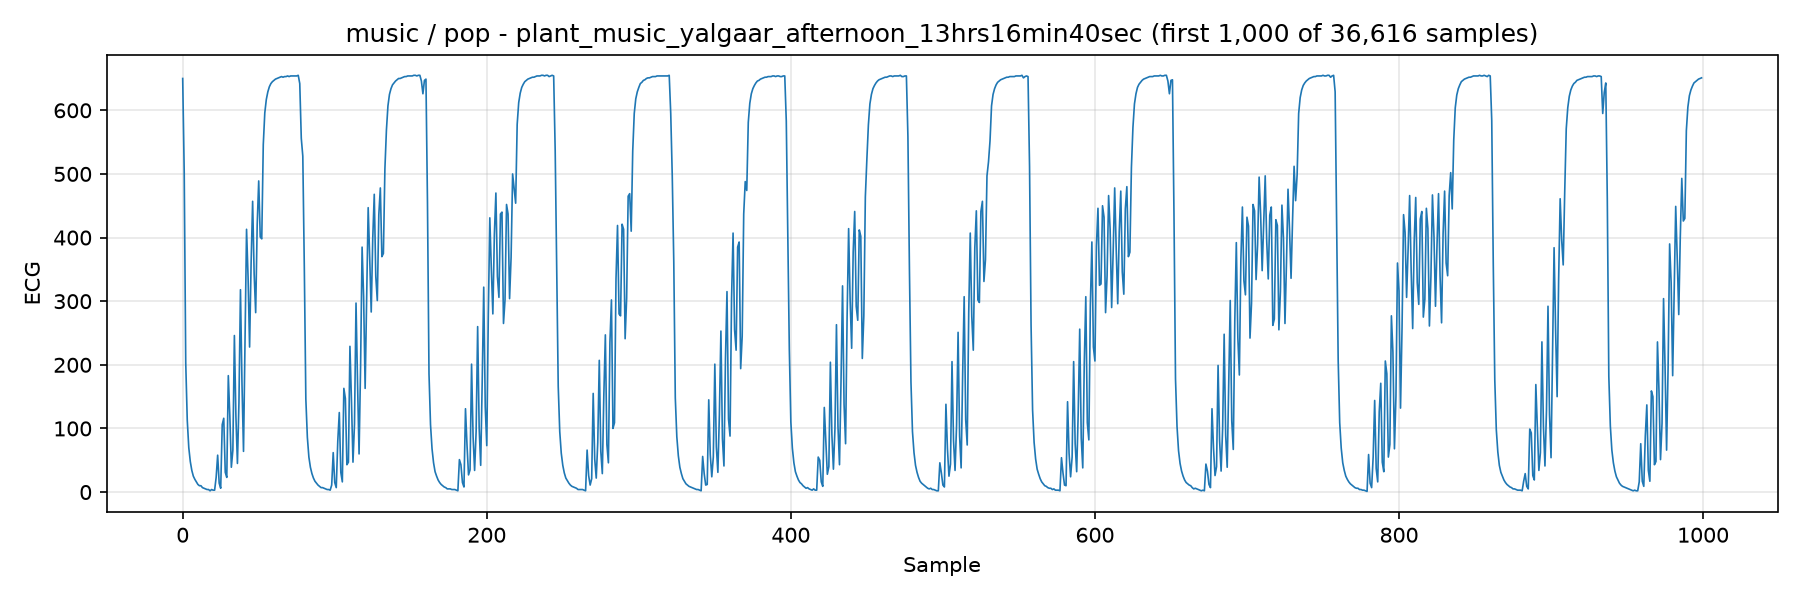 music / pop - plant_music_yalgaar_afternoon_13hrs16min40sec (first 1,000 of 36,616 samples)
600
500
400
300
200
100
0
ECG
0 200 400 600 800 1000
Sample